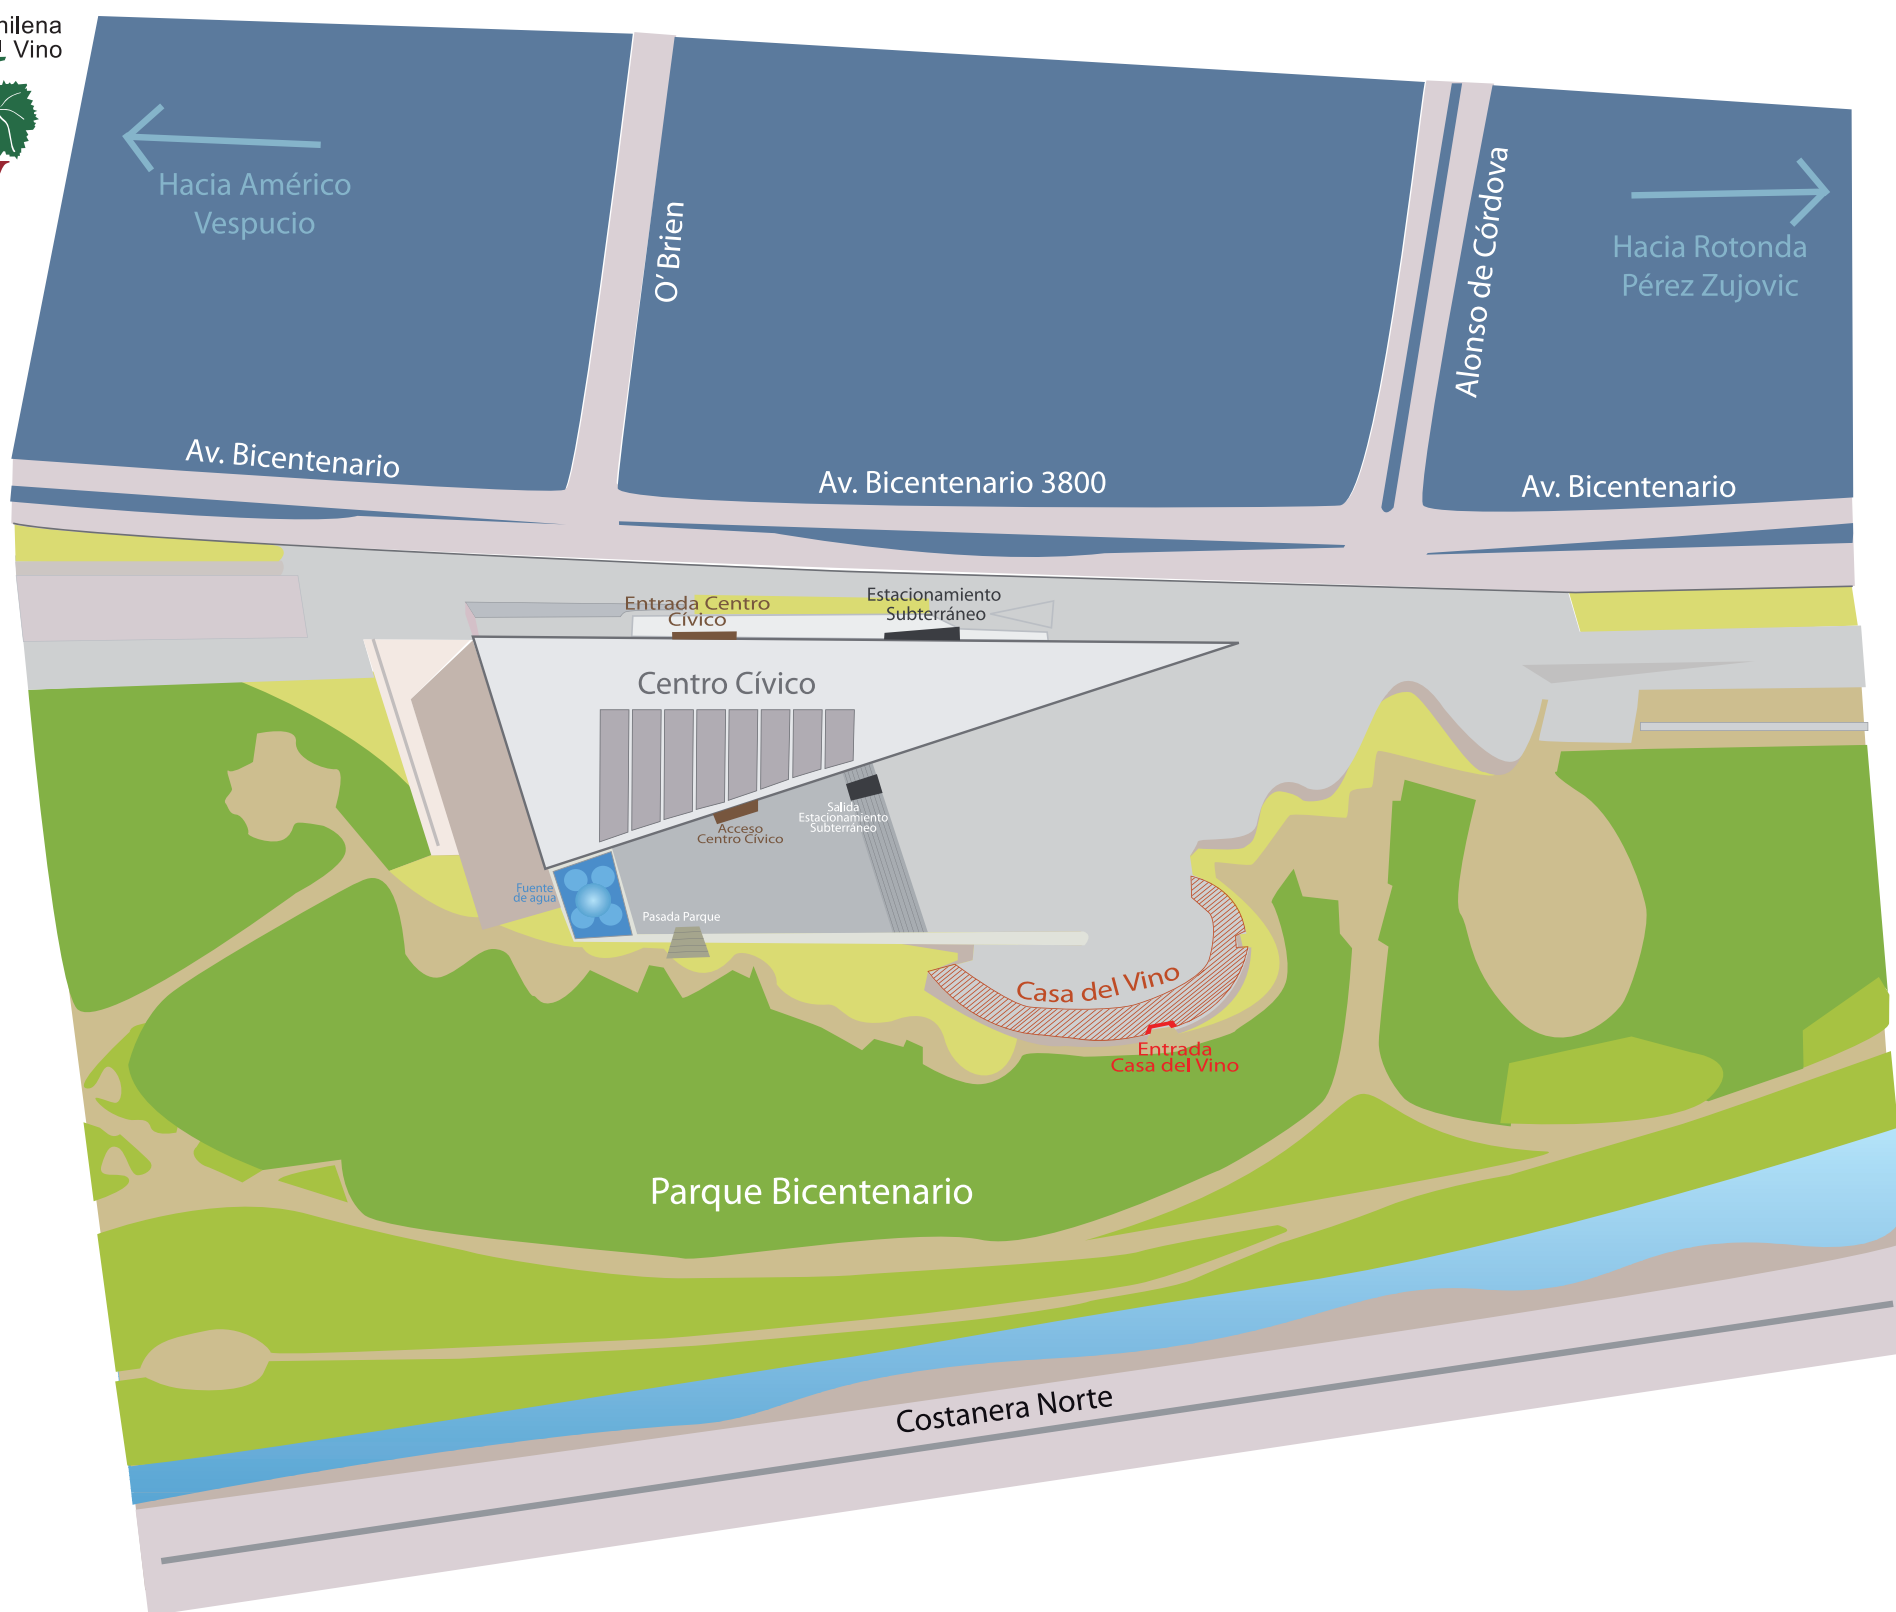 Vino
Hacia Américo
Vespucio
O' Brien
Alonso de Córdova
Hacia Rotonda
Pérez Zujovic
Av. Bicentenario
Av. Bicentenario 3800
Av. Bicentenario
Entrada Centro
Cívico
Estacionamiento
Subterráneo
Centro Cívico
Salida
Estacionamiento
Subterráneo
Acceso
Centro Cívico
Fuente
de agua
Pasada Parque
Casa del Vino
Entrada
Casa del Vino
Parque Bicentenario
Costanera Norte